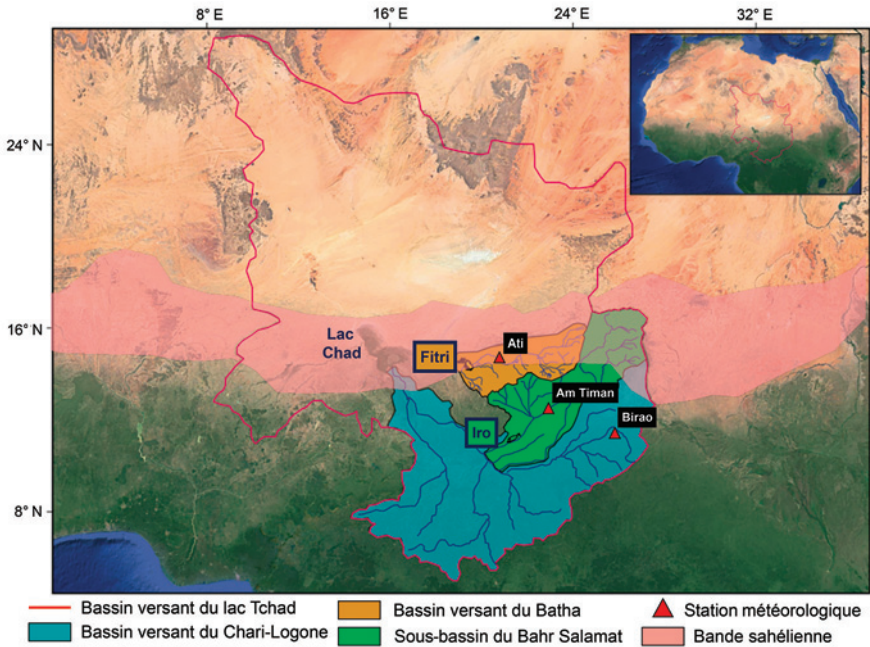 8° E 16° E 24° E 32° E
24° N
16° N
8° N
Lac
Chad
Fitri
Ati
Am Timan
Iro
Birao
Bassin versant du lac Tchad
Bassin versant du Batha
Station météorologique
Bassin versant du Chari-Logone
Sous-bassin du Bahr Salamat
Bande sahélienne